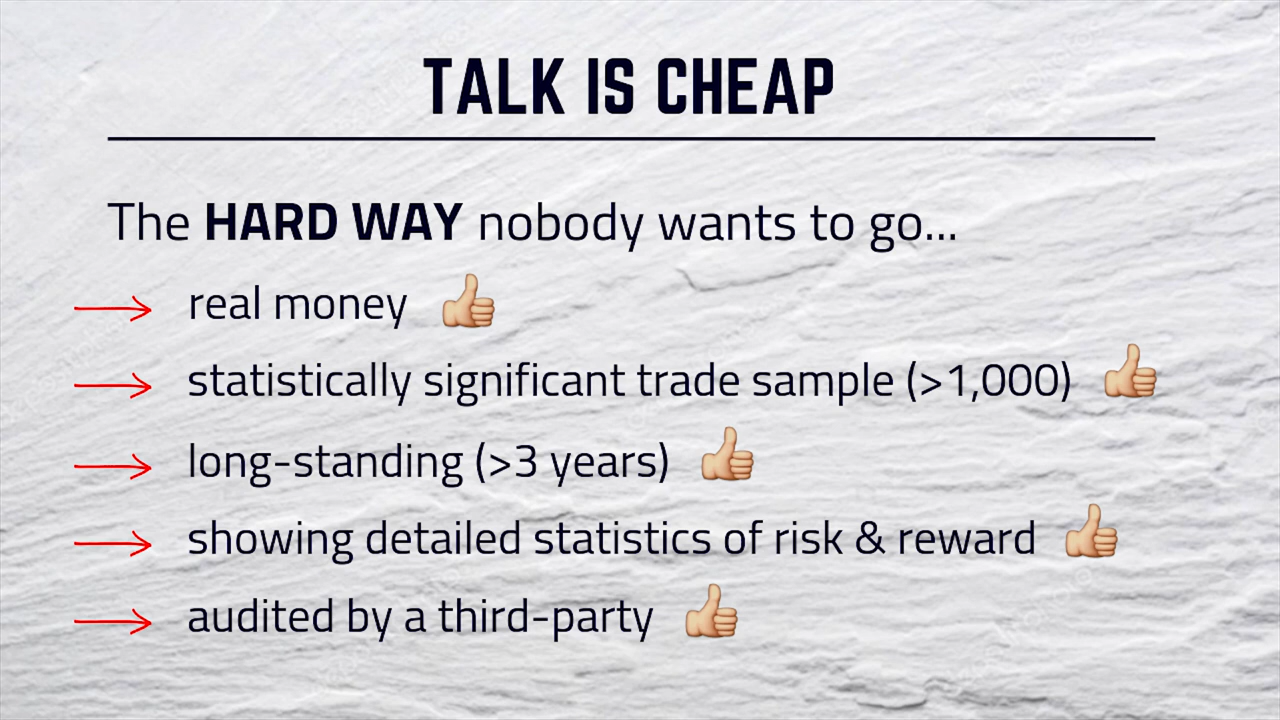 TALK IS CHEAP
The HARD WAY nobody wants to go...
real money
statistically significant trade sample (>1,000)
long-standing (>3 years)
showing detailed statistics of risk & reward
audited by a third-party